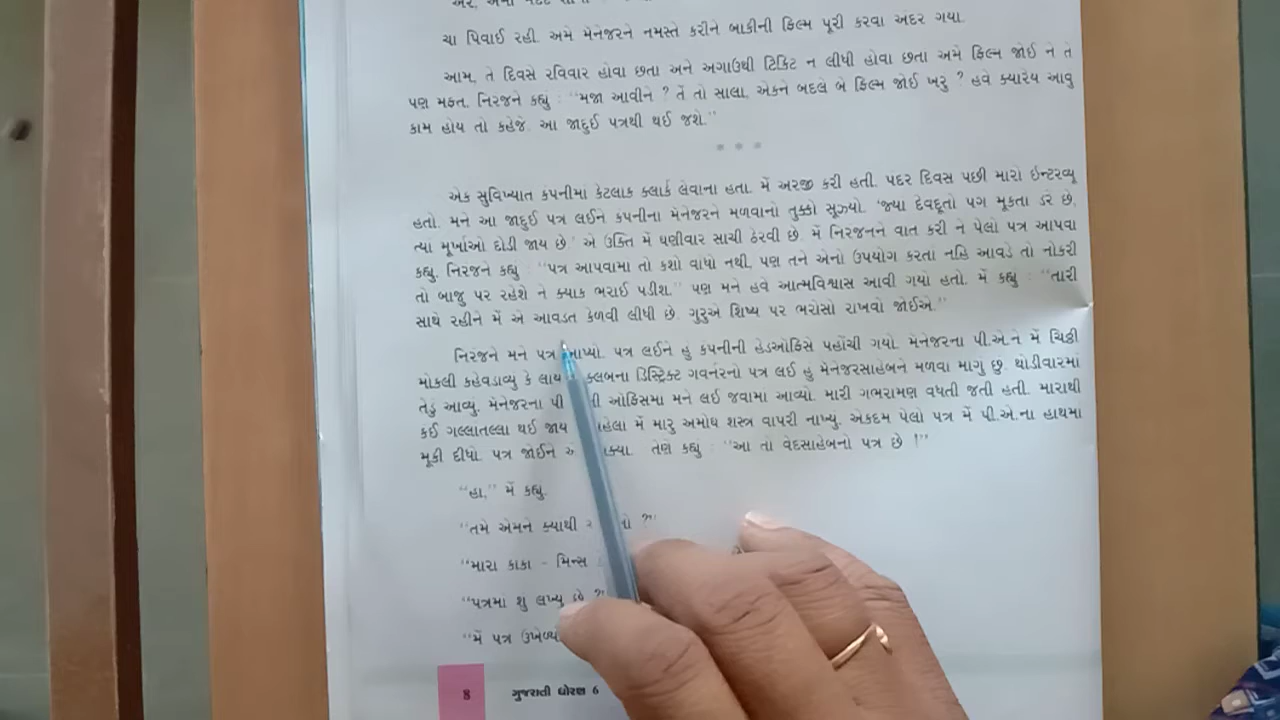 ચા પિવાઈ રહી. અમે મેનેજરને નમસ્તે કરીને બાકીની ફિલ્મ પૂરી કરવા અંદર ગયા.
આમ, તે દિવસે રવિવાર હોવા છતાં અને અગાઉથી ટિકિટ ન લીધી હોવા છતાં અમે ફિલ્મ જોઈ ને તે
પણ મફત. નિરંજને કહ્યું : “મજા આવીને ? તેં તો સાલા, એકને બદલે બે ફિલ્મ જોઈ ખરું ? હવે ક્યારેય આવું
કામ હોય તો કહેજે. આ જાદુઈ પત્રથી થઈ જશે.”
* * *
એક સુવિખ્યાત કંપનીમાં કેટલાક ક્લાર્ક લેવાના હતા. મેં અરજી કરી હતી. પંદર દિવસ પછી મારો ઈન્ટરવ્યૂ
હતો. મને આ જાદુઈ પત્ર લઈને કંપનીના મેનેજરને મળવાનો તુક્કો સૂઝ્યો. ‘જ્યાં દેવદૂતો પગ મૂકતાં ડરે છે,
ત્યાં મૂર્ખાઓ દોડી જાય છે.’ એ ઉક્તિ મેં ઘણીવાર સાચી ઠેરવી છે. મેં નિરંજનને વાત કરી ને પેલો પત્ર આપવા
કહ્યું. નિરંજને કહ્યું : “પત્ર આપવામાં તો કશો વાંધો નથી, પણ તને એનો ઉપયોગ કરતાં નહિ આવડે તો નોકરી
તો બાજુ પર રહેશે ને ક્યાંક ભરાઈ પડીશ.” પણ મને હવે આત્મવિશ્વાસ આવી ગયો હતો. મેં કહ્યું : “તારી
સાથે રહીને મેં એ આવડત કેળવી લીધી છે. ગુરુએ શિષ્ય પર ભરોસો રાખવો જોઈએ.”
નિરંજને મને પત્ર આપ્યો. પત્ર લઈને હું કંપનીની હેડઓફિસે પહોંચી ગયો. મેનેજરના પી.એ.ને મેં ચિઠ્ઠી
મોકલી કહેવડાવ્યું કે ક્લબના ડિસ્ટ્રિક્ટ ગવર્નરનો પત્ર લઈ હું મેનેજરસાહેબને મળવા માગું છું. થોડીવારમાં
તેડું આવ્યું. મેનેજરના ઓફિસમાં મને લઈ જવામાં આવ્યો. મારી ગભરામણ વધતી જતી હતી. મારાથી
કંઈ ગલ્લાંતલ્લાં થઈ જાય મેં મારું અમોઘ શસ્ત્ર વાપરી નાખ્યું. એકદમ પેલો પત્ર મેં પી.એ.ના હાથમાં
મૂકી દીધો. પત્ર જોઈને તેણે કહ્યું : “આ તો વેદસાહેબનો પત્ર છે !”
“હા,” મેં કહ્યું.
“તમે એમને ક્યાંથી
“મારા કાકા - મિન્સ
“પત્રમાં શું લખ્યું છે ?”
“મેં પત્ર
8 ગુજરાતી ધોરણ 6